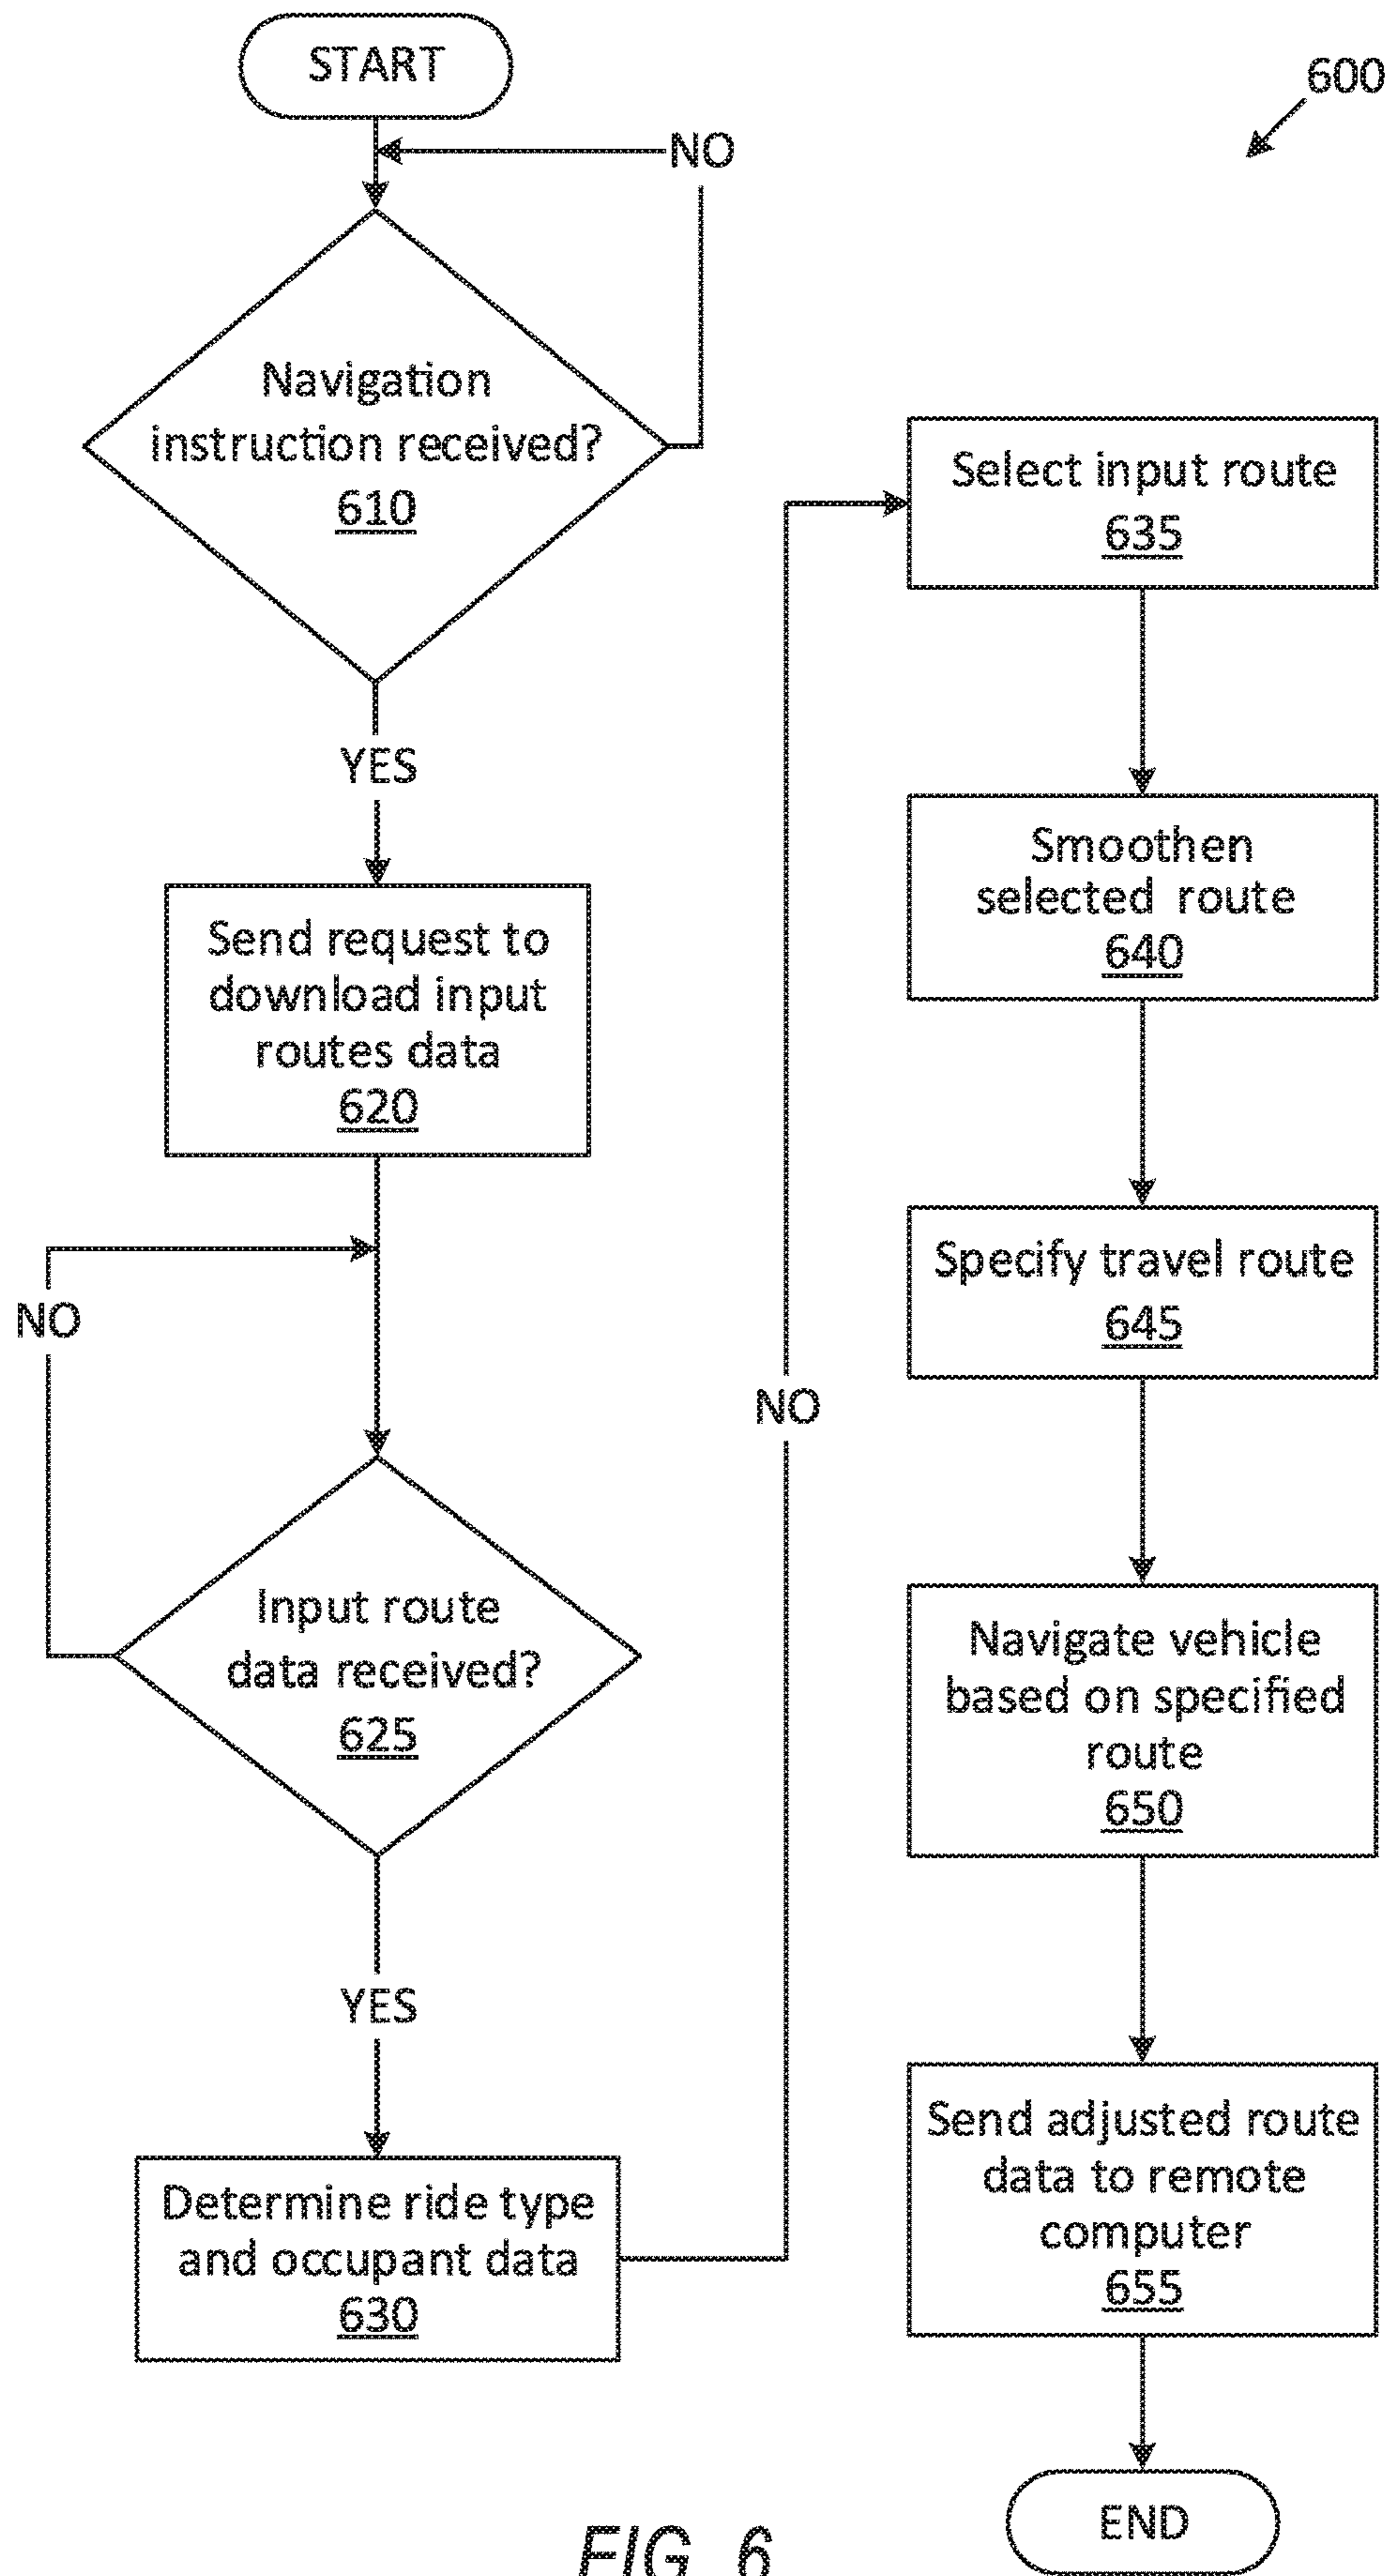 START
600
NO
Navigation
instruction received?
610
YES
Send request to
download input
routes data
620
NO
Input route
data received?
625
YES
Determine ride type
and occupant data
630
NO
Select input route
635
Smoothen
selected route
640
Specify travel route
645
Navigate vehicle
based on specified
route
650
Send adjusted route
data to remote
computer
655
END
FIG. 6